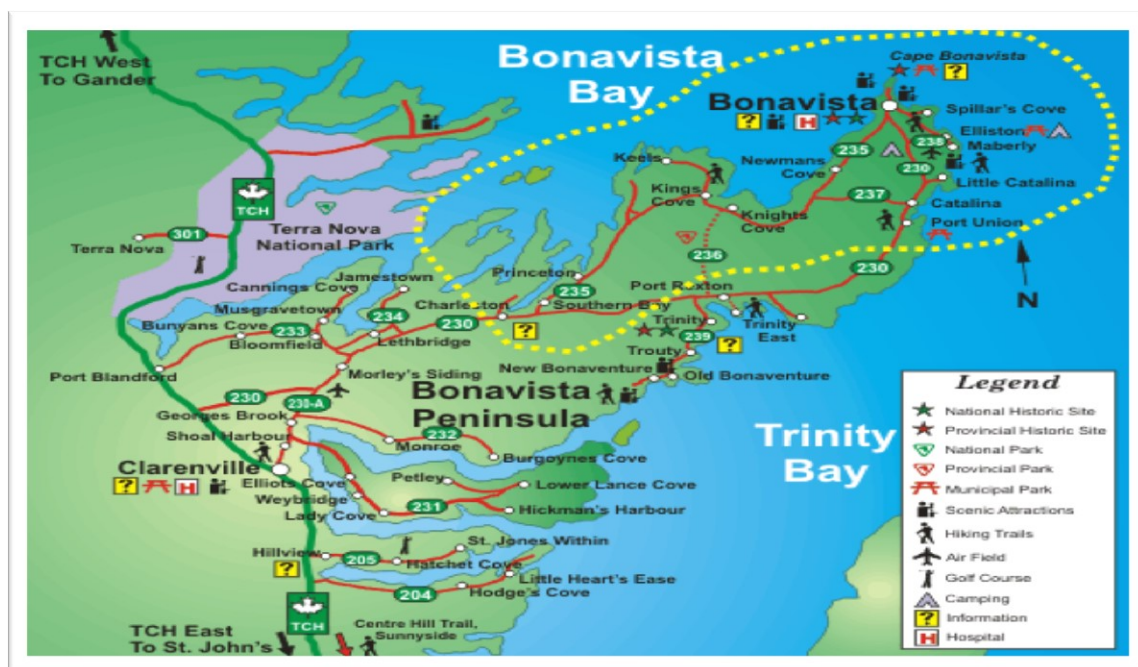 TCH West
To Gander
Bonavista
Bay
Cape Bonavista
?
Bonavista
? H
Spillar's Cove
Elliston
Maberly
238
235
230
Little Catalina
Newmans
Cove
237
Catalina
Port Union
Keels
Kings
Cove
Knights
Cove
236
230
N
TCH
Terra Nova
National Park
301
Terra Nova
Jamestown
Cannings Cove
Musgravetown
Bunyans Cove
233
Bloomfield
234
Lethbridge
230
Charleston
Princeton
235
Southern Bay
?
Port Rexton
Trinity
239
?
Trinity
East
Trouty
New Bonaventure
Old Bonaventure
Port Blandford
Morley's Siding
230
230-A
Georges Brook
Bonavista
Peninsula
Shoal Harbour
232
Monroe
Burgoynes Cove
Clarenville
? H
Elliots Cove
Weybridge
Lady Cove
Petley
Lower Lance Cove
231
Hickman's Harbour
Trinity
Bay
Hillview
?
205
St. Jones Within
Hatchet Cove
Little Heart's Ease
204
Hodge's Cove
TCH
TCH East
To St. John's
Centre Hill Trail,
Sunnyside
Legend
National Historic Site
Provincial Historic Site
National Park
Provincial Park
Municipal Park
Scenic Attractions
Hiking Trails
Air Field
Golf Course
Camping
? Information
H Hospital